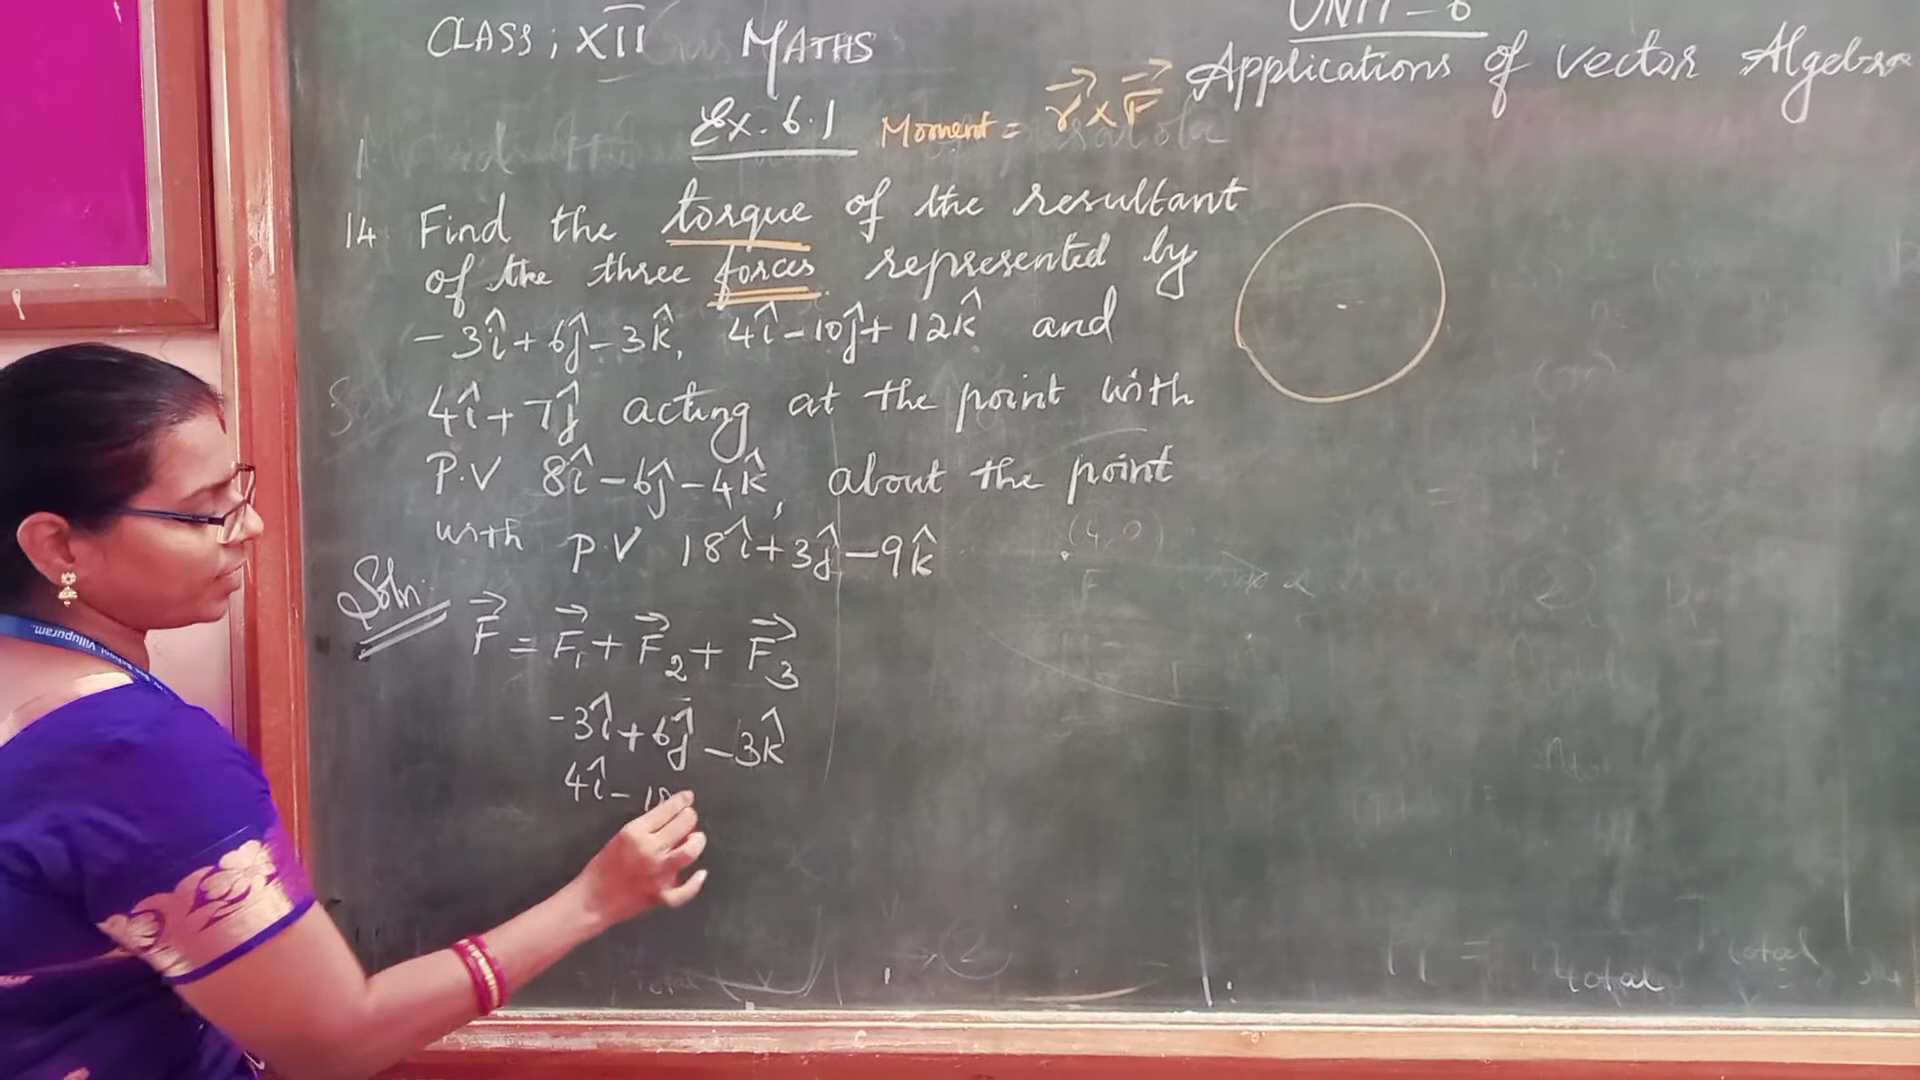 CLASS; XII MATHS
UNIT-6
Applications of Vector Algebra
Ex. 6.1 Moment = r⃗ × F⃗
14 Find the torque of the resultant
of the three forces represented by
-3î+6ĵ-3k̂, 4î-10ĵ+12k̂ and
4î+7ĵ acting at the point with
P.V 8î-6ĵ-4k̂, about the point
with P.V 18î+3ĵ-9k̂
Soln:
F⃗ = F⃗₁ + F⃗₂ + F⃗₃
-3î+6ĵ-3k̂
4î-10
Villupuram.